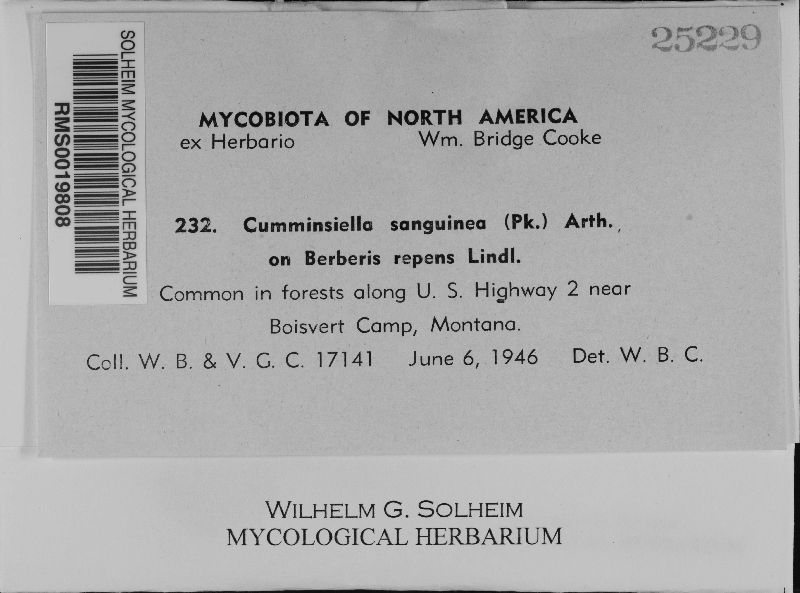 25229
SOLHEIM MYCOLOGICAL HERBARIUM
RMS0019808
MYCOBIOTA OF NORTH AMERICA
ex Herbario Wm. Bridge Cooke
232. Cumminsiella sanguinea (Pk.) Arth.,
on Berberis repens Lindl.
Common in forests along U. S. Highway 2 near
Boisvert Camp, Montana.
Coll. W. B. & V. G. C. 17141 June 6, 1946 Det. W. B. C.
WILHELM G. SOLHEIM
MYCOLOGICAL HERBARIUM